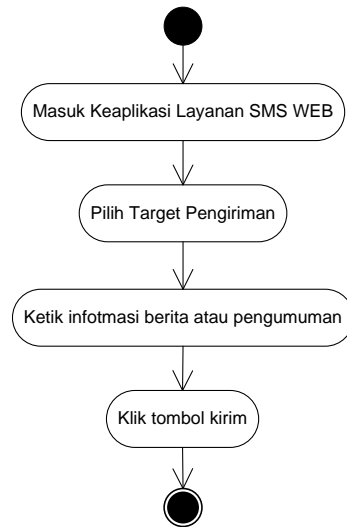 Masuk Keaplikasi Layanan SMS WEB
Pilih Target Pengiriman
Ketik infotmasi berita atau pengumuman
Klik tombol kirim